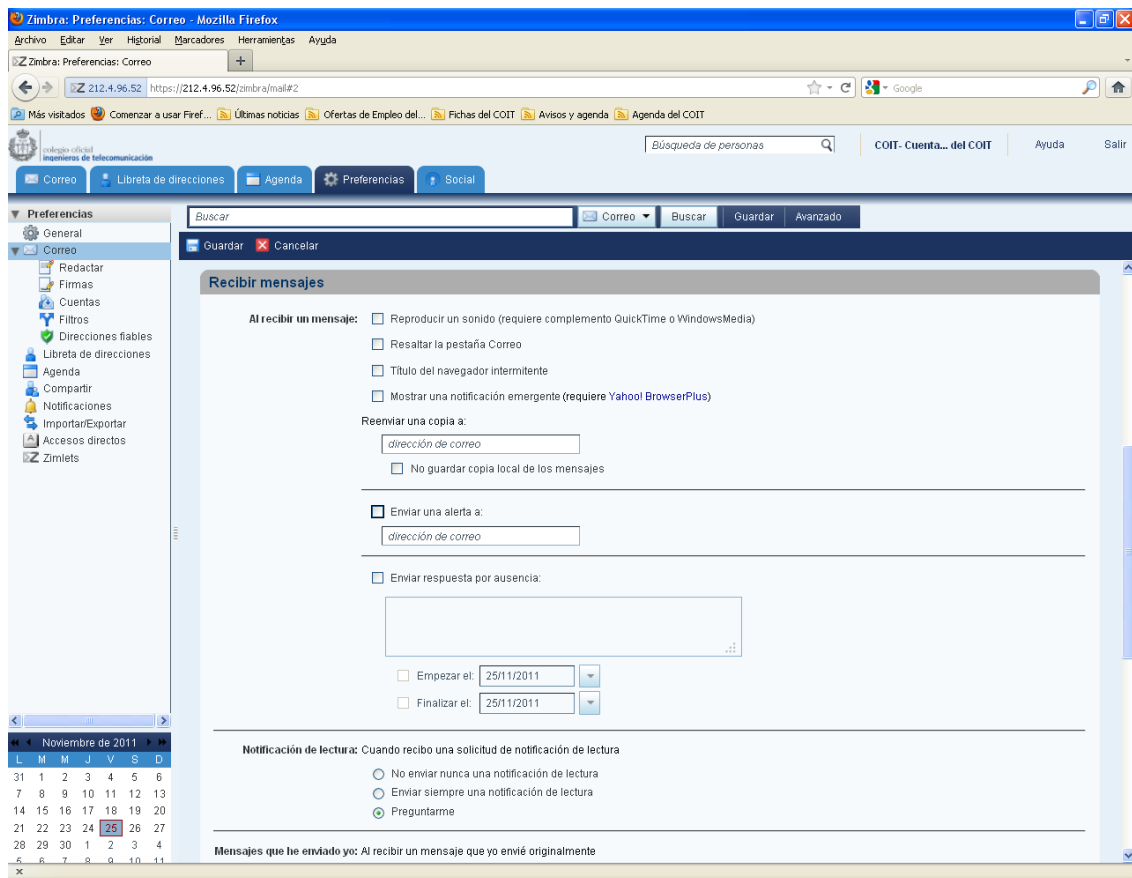 Zimbra: Preferencias: Correo - Mozilla Firefox
Archivo Editar Ver Historial Marcadores Herramientas Ayuda
Zimbra: Preferencias: Correo +
212.4.96.52 https://212.4.96.52/zimbra/mail#2 Google
Más visitados Comenzar a usar Firef... Últimas noticias Ofertas de Empleo del... Fichas del COIT Avisos y agenda Agenda del COIT
colegio oficial
ingenieros de telecomunicación
Búsqueda de personas COIT- Cuenta... del COIT Ayuda Salir
Correo Libreta de direcciones Agenda Preferencias Social
Preferencias
General
Correo
Redactar
Firmas
Cuentas
Filtros
Direcciones fiables
Libreta de direcciones
Agenda
Compartir
Notificaciones
Importar/Exportar
Accesos directos
Zimlets
Buscar Correo Buscar Guardar Avanzado
Guardar Cancelar
Recibir mensajes
Al recibir un mensaje: Reproducir un sonido (requiere complemento QuickTime o WindowsMedia)
Resaltar la pestaña Correo
Título del navegador intermitente
Mostrar una notificación emergente (requiere Yahoo! BrowserPlus)
Reenviar una copia a:
dirección de correo
No guardar copia local de los mensajes
Enviar una alerta a:
dirección de correo
Enviar respuesta por ausencia:
Empezar el: 25/11/2011
Finalizar el: 25/11/2011
Notificación de lectura: Cuando recibo una solicitud de notificación de lectura
No enviar nunca una notificación de lectura
Enviar siempre una notificación de lectura
Preguntarme
Mensajes que he enviado yo: Al recibir un mensaje que yo envié originalmente
Noviembre de 2011
L M M J V S D
31 1 2 3 4 5 6
7 8 9 10 11 12 13
14 15 16 17 18 19 20
21 22 23 24 25 26 27
28 29 30 1 2 3 4
5 6 7 8 9 10 11